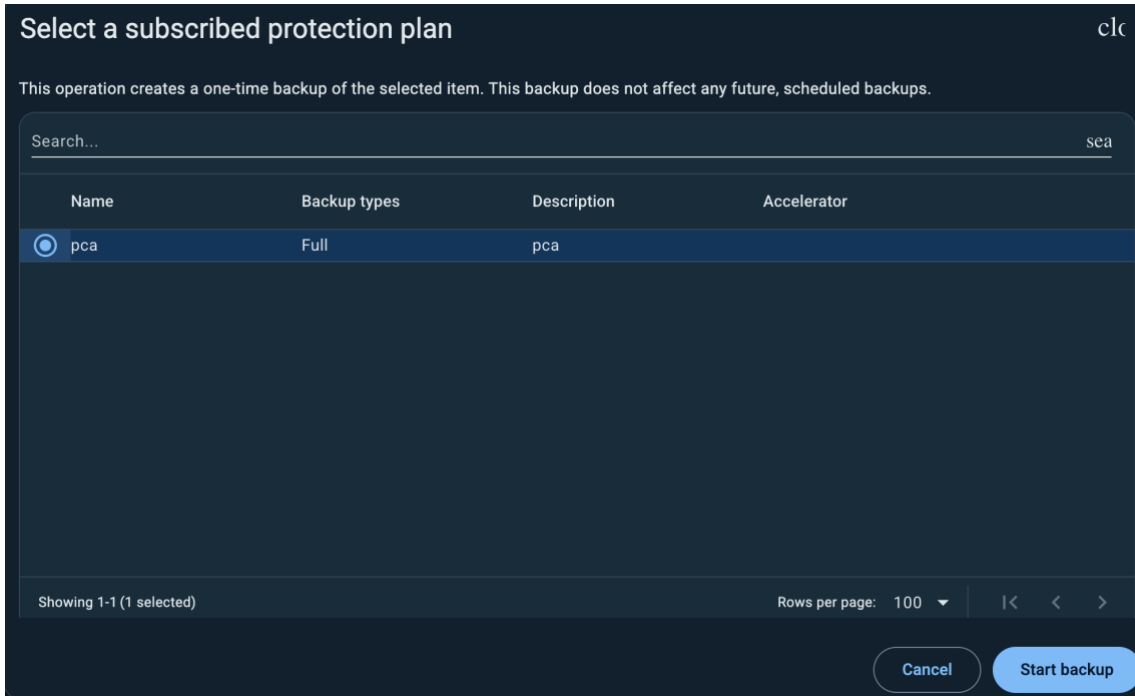 Select a subscribed protection plan clc
This operation creates a one-time backup of the selected item. This backup does not affect any future, scheduled backups.
Search... sea
Name Backup types Description Accelerator
pca Full pca
Showing 1-1 (1 selected) Rows per page: 100
Cancel Start backup